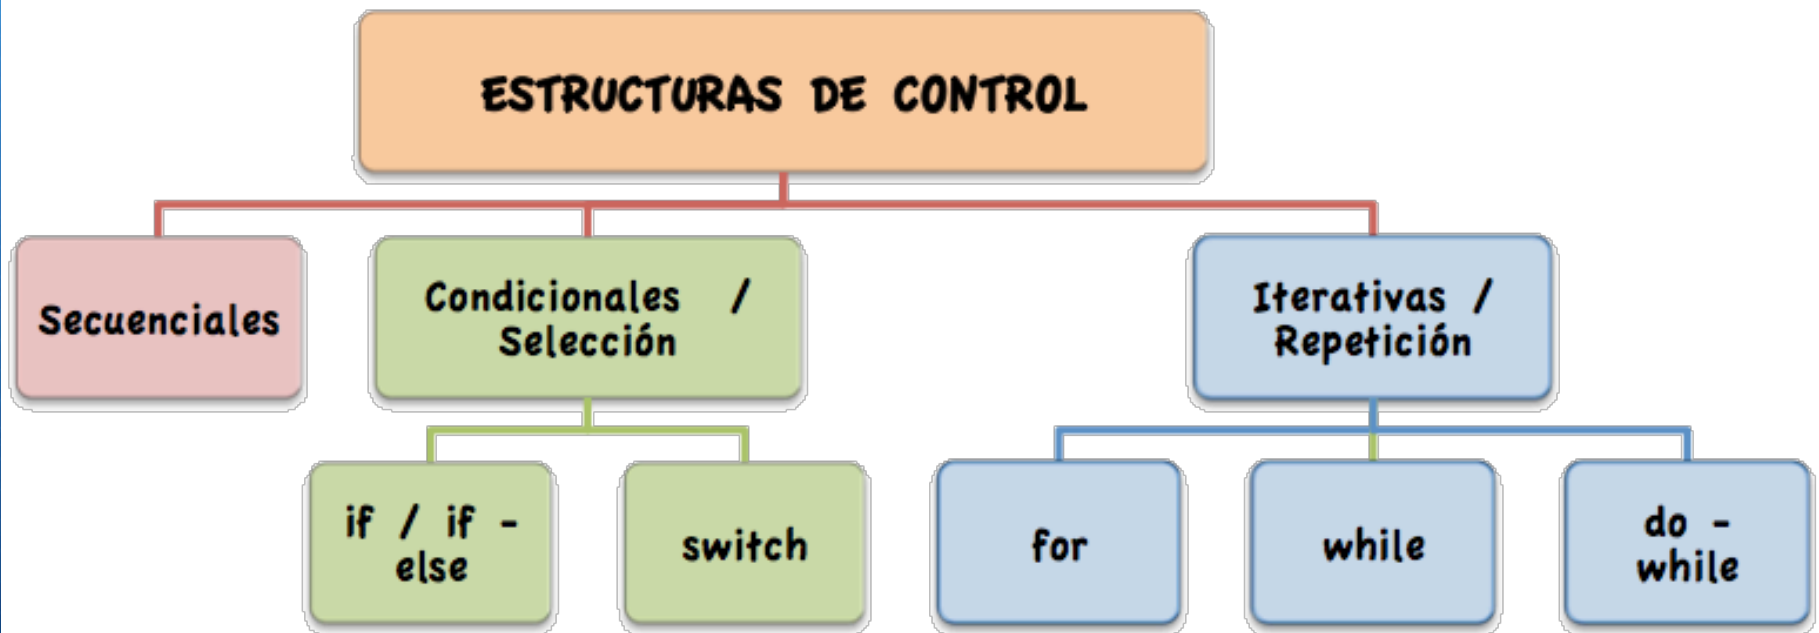 ESTRUCTURAS DE CONTROL
Secuenciales
Condicionales /
Selección
Iterativas /
Repetición
if / if -
else
switch
for
while
do -
while